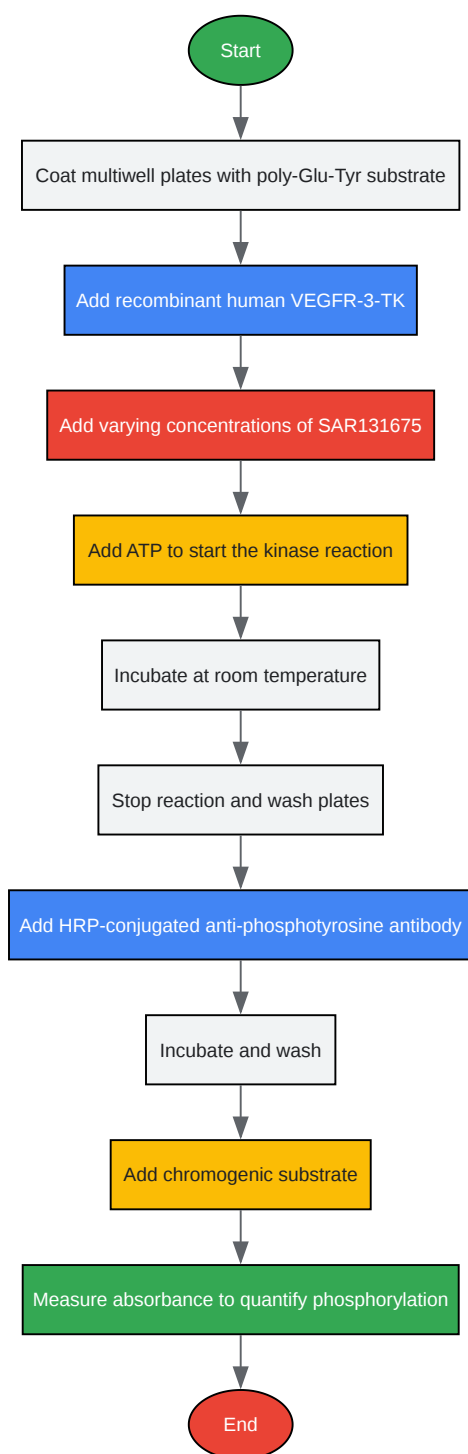 Start
Coat multiwell plates with poly-Glu-Tyr substrate
Add recombinant human VEGFR-3-TK
Add varying concentrations of SAR131675
Add ATP to start the kinase reaction
Incubate at room temperature
Stop reaction and wash plates
Add HRP-conjugated anti-phosphotyrosine antibody
Incubate and wash
Add chromogenic substrate
Measure absorbance to quantify phosphorylation
End